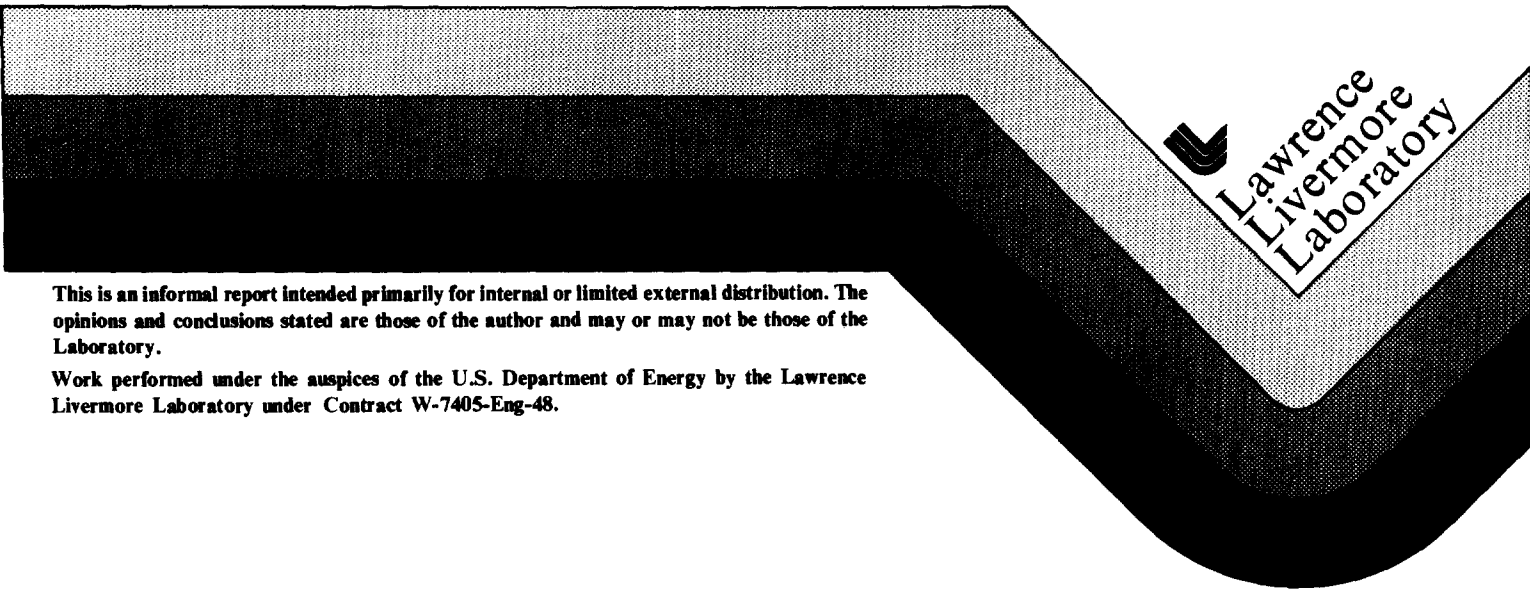 Lawrence
Livermore
Laboratory
This is an informal report intended primarily for internal or limited external distribution. The
opinions and conclusions stated are those of the author and may or may not be those of the
Laboratory.
Work performed under the auspices of the U.S. Department of Energy by the Lawrence
Livermore Laboratory under Contract W-7405-Eng-48.